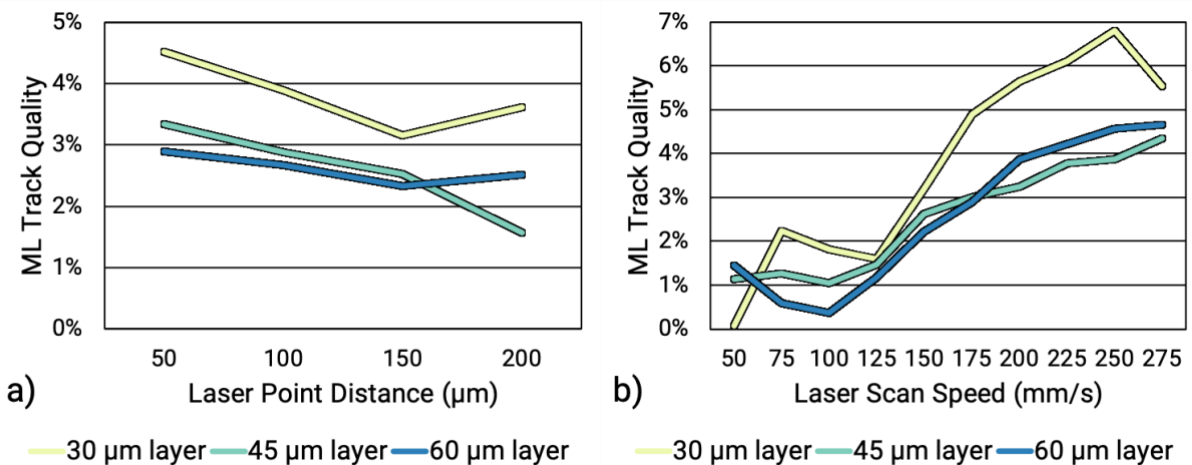 5%
4%
3%
2%
1%
0%
ML Track Quality
50 100 150 200
Laser Point Distance (µm)
a)
30 µm layer 45 µm layer 60 µm layer
7%
6%
5%
4%
3%
2%
1%
0%
ML Track Quality
50 75 100 125 150 175 200 225 250 275
Laser Scan Speed (mm/s)
b)
30 µm layer 45 µm layer 60 µm layer